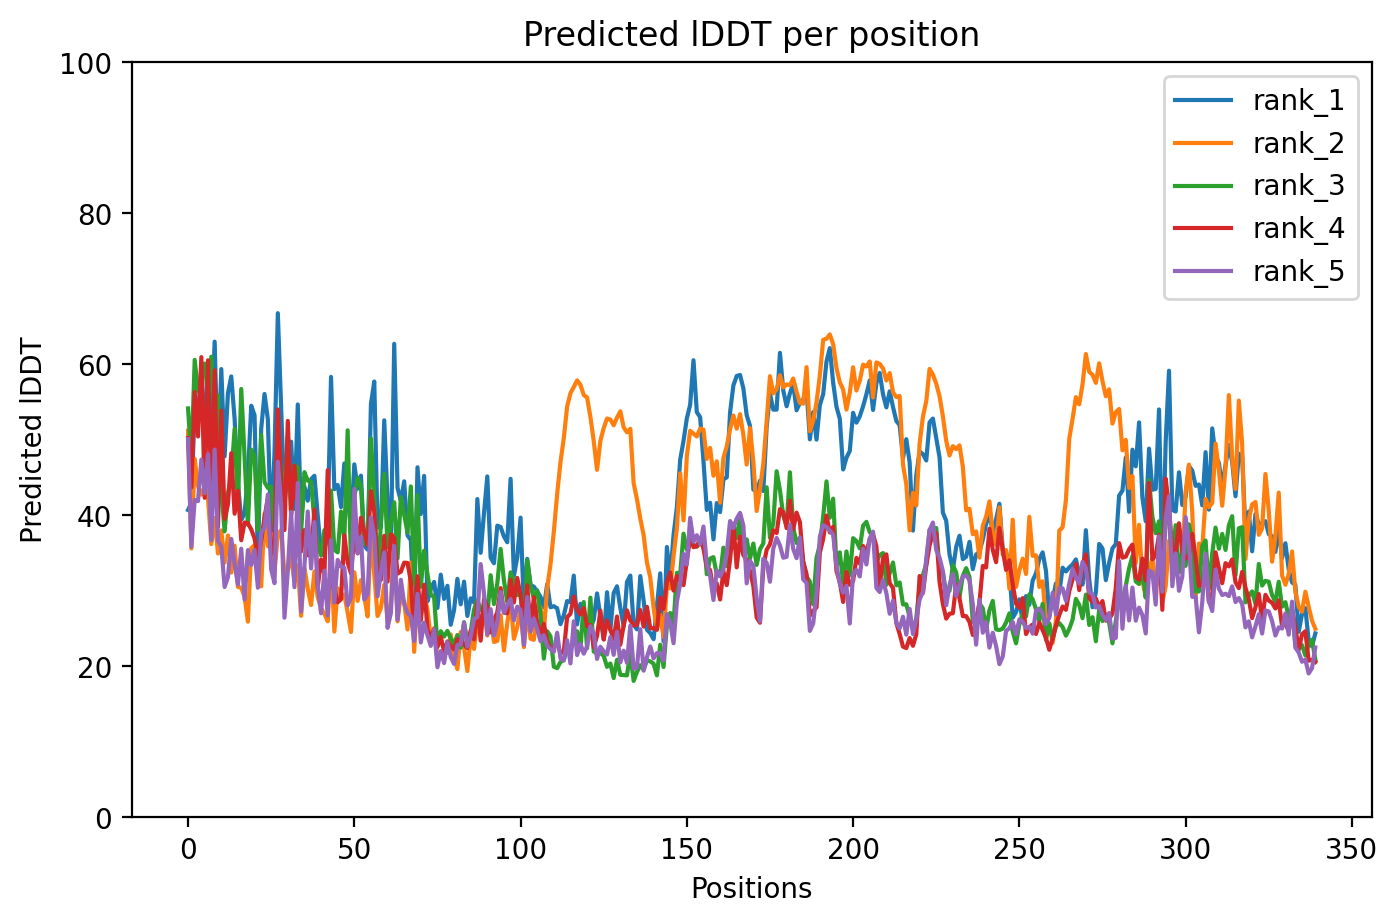 Predicted lDDT per position
100
80
60
40
20
0
Predicted lDDT
0 50 100 150 200 250 300 350
Positions
rank_1
rank_2
rank_3
rank_4
rank_5